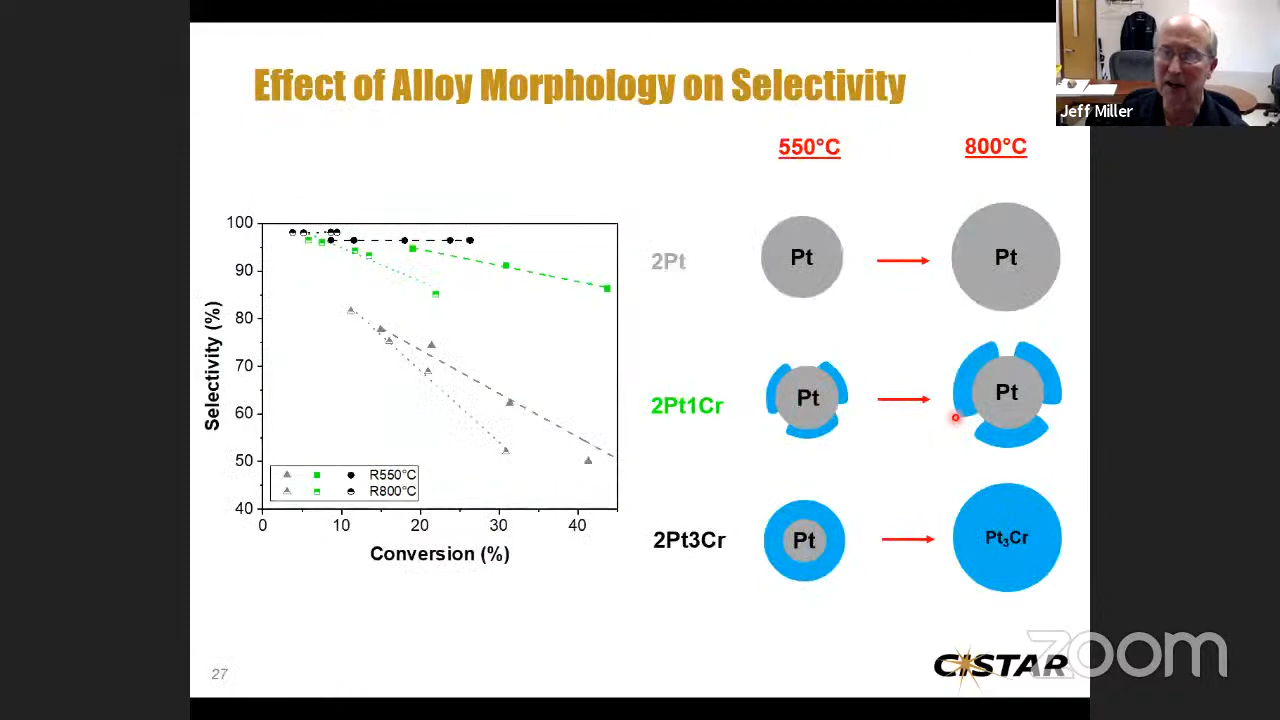 Effect of Alloy Morphology on Selectivity
Jeff Miller
550°C
800°C
100
90
80
70
60
50
40
Selectivity (%)
0
10
20
30
40
Conversion (%)
R550°C
R800°C
2Pt
Pt
Pt
2Pt1Cr
Pt
Pt
2Pt3Cr
Pt
Pt₃Cr
27
CISTAR
zoom